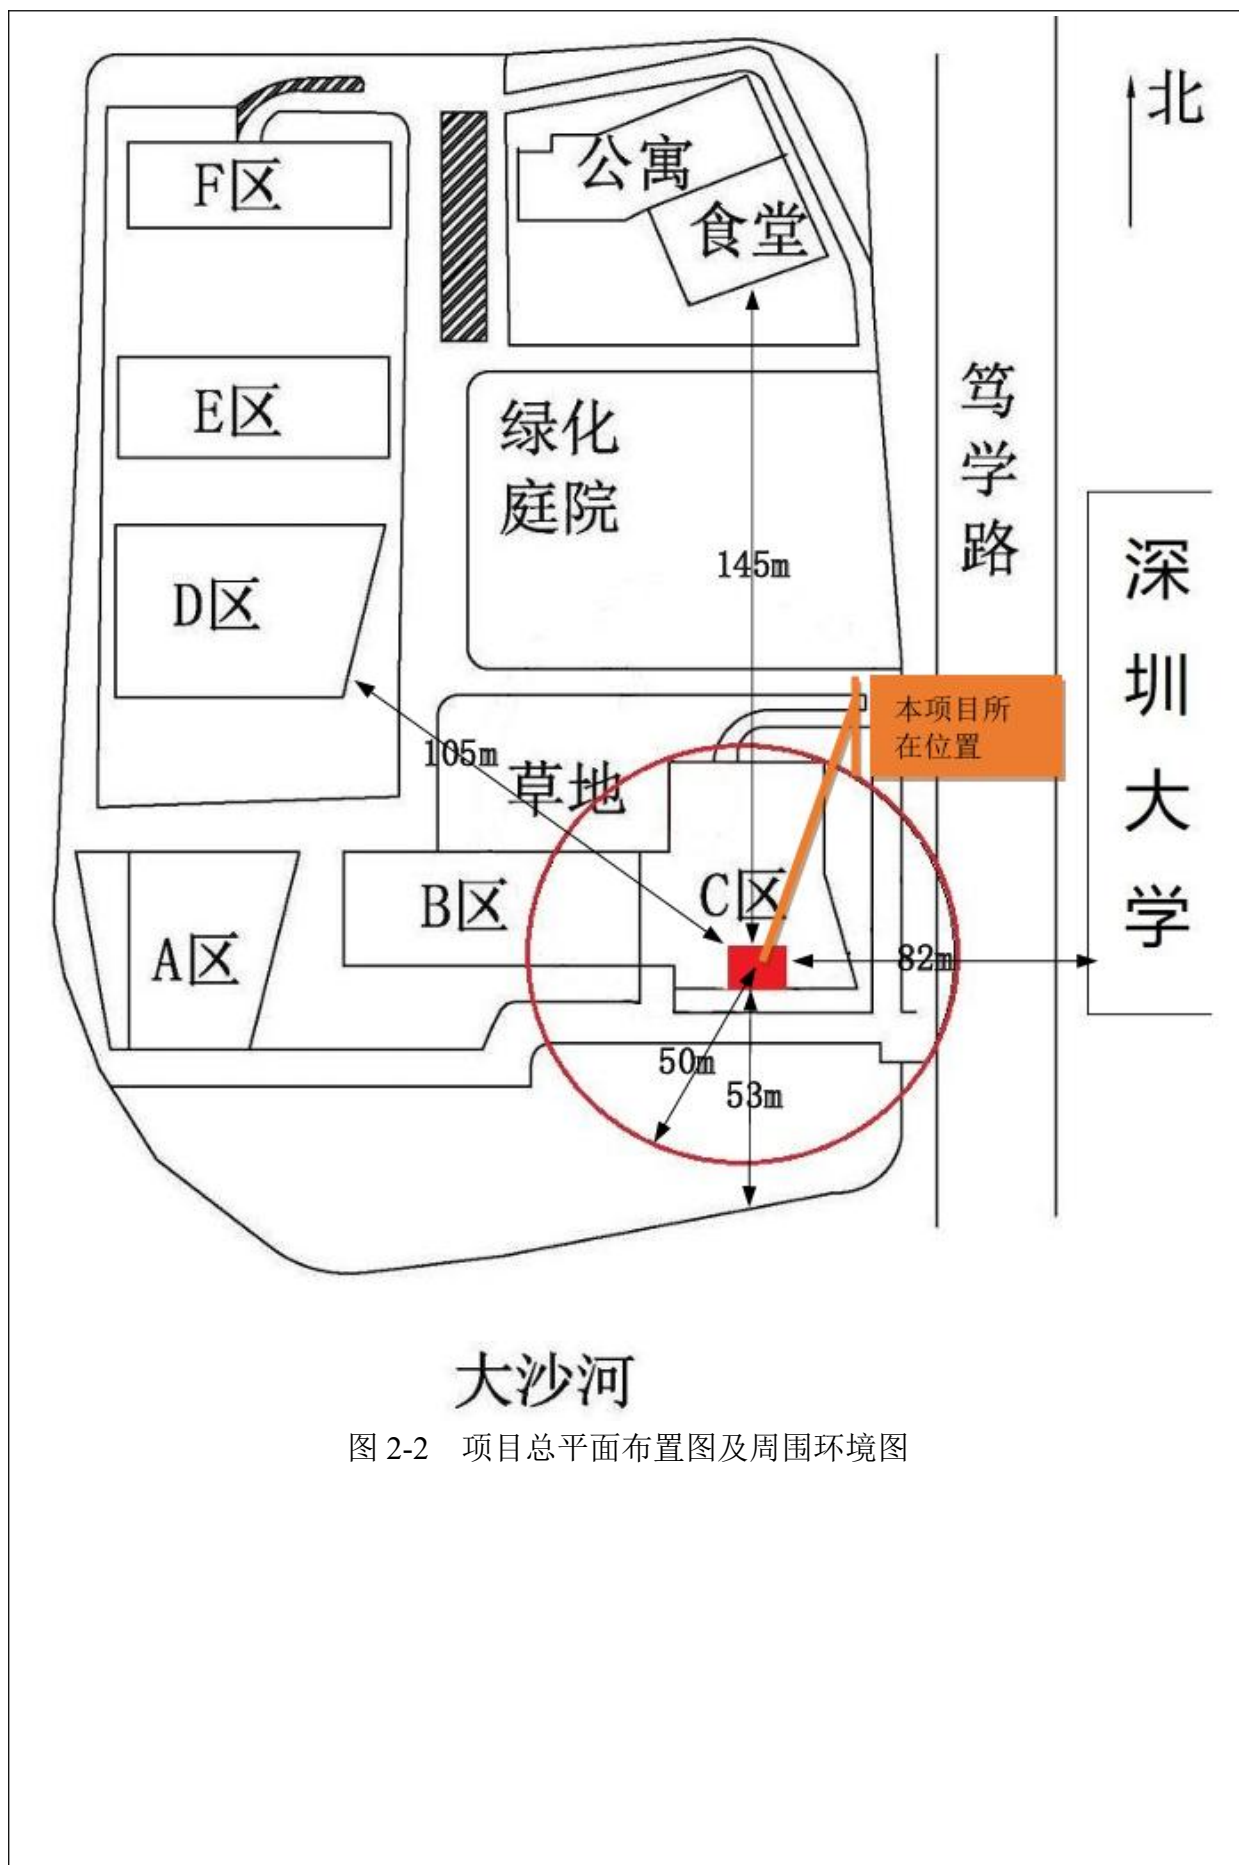 北
公寓
食堂
F区
E区
绿化
庭院
笃学路
145m
深圳大学
D区
本项目所
在位置
105m
草地
B区
C区
A区
82m
50m
53m
大沙河
图 2-2 项目总平面布置图及周围环境图